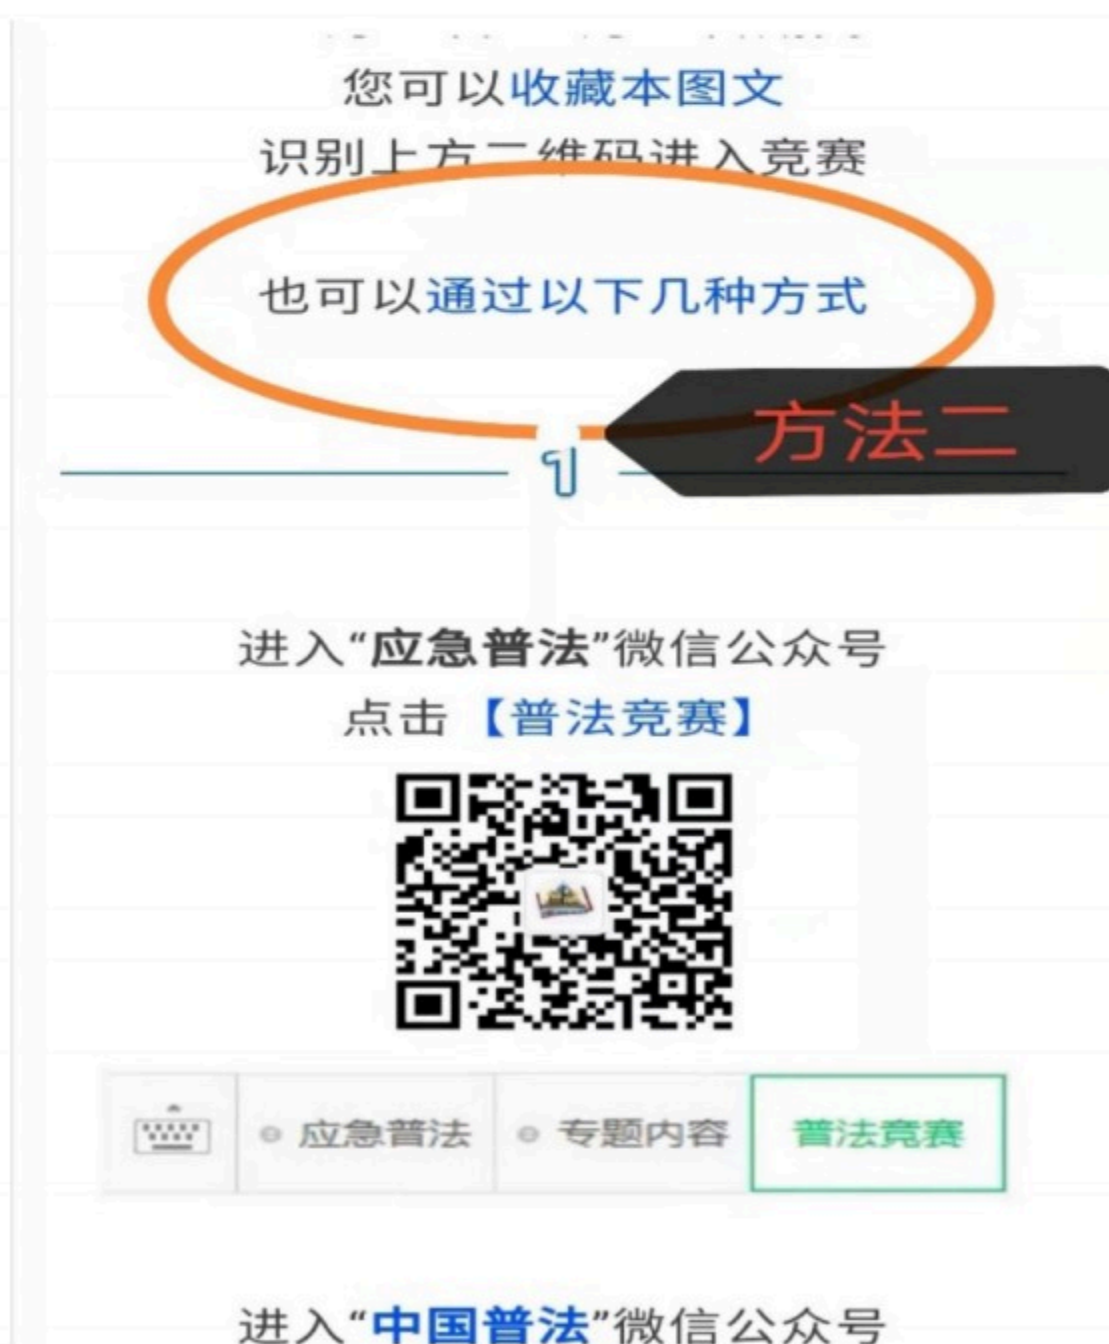 您可以收藏本图文
识别上方二维码进入竞赛
也可以通过以下几种方式
方法二
1
进入“应急普法”微信公众号
点击【普法竞赛】
应急普法
专题内容
普法竞赛
进入“中国普法”微信公众号